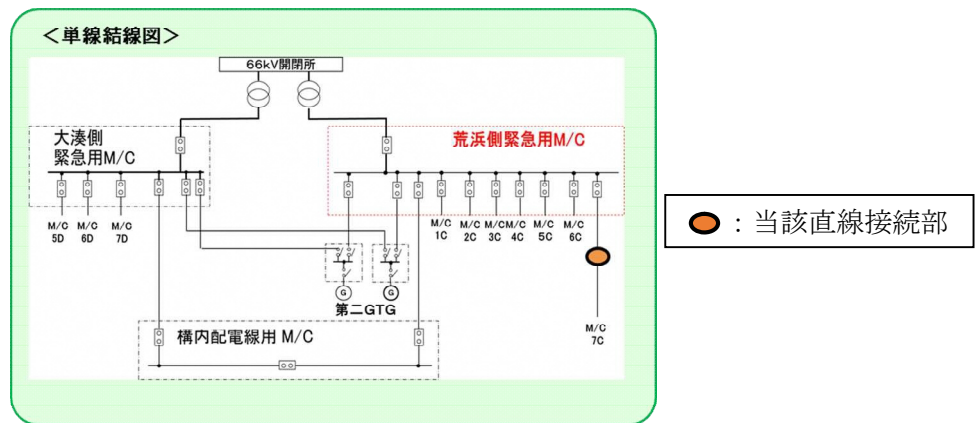 ＜単線結線図＞
66kV開閉所
大湊側
緊急用M/C
荒浜側緊急用M/C
M/C
5D
M/C
6D
M/C
7D
M/C
1C
M/C
2C
M/C
3C
M/C
4C
M/C
5C
M/C
6C
G
G
第二GTG
M/C
7C
構内配電線用 M/C
：当該直線接続部